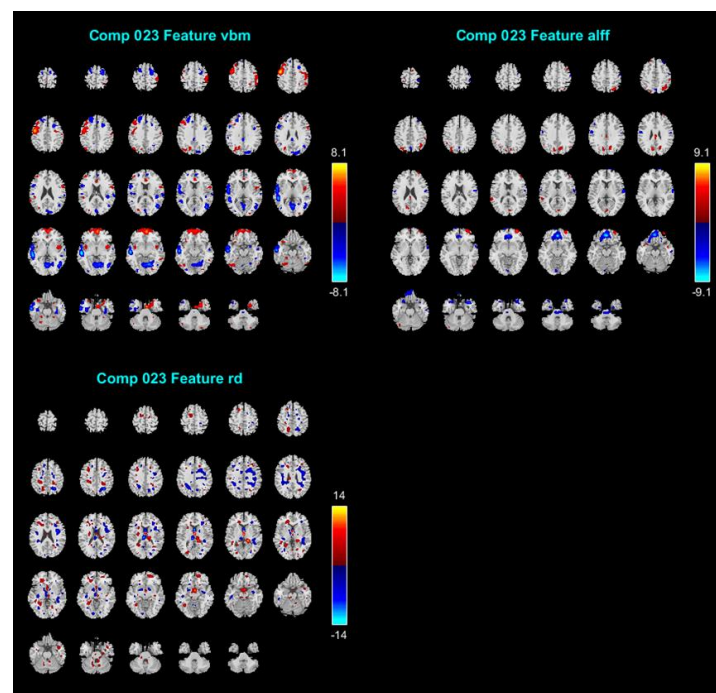 Comp 023 Feature vbm
8.1
-8.1
Comp 023 Feature alff
9.1
-9.1
Comp 023 Feature rd
14
-14